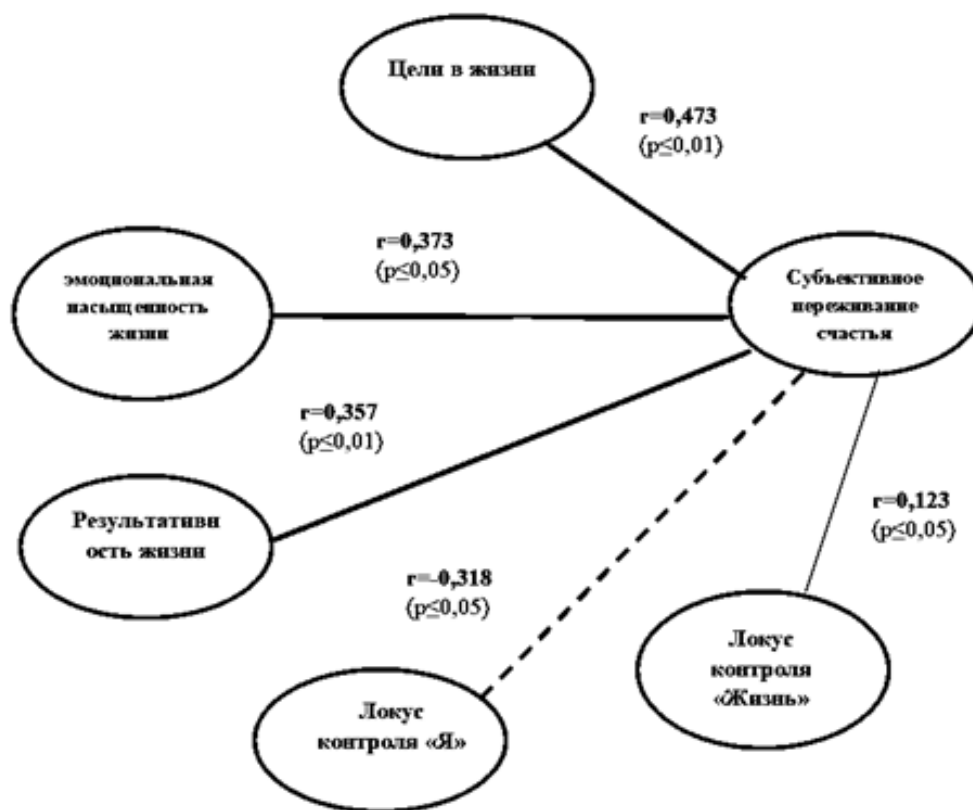 Цели в жизни
r=0,473
(p≤0,01)
r=0,373
(p≤0,05)
эмоциональная
насыщенность
жизни
Субъективное
переживание
счастья
r=0,357
(p≤0,01)
Результативн
ость жизни
r=0,123
(p≤0,05)
r=-0,318
(p≤0,05)
Локус
контроля
«Жизнь»
Локус
контроля «Я»